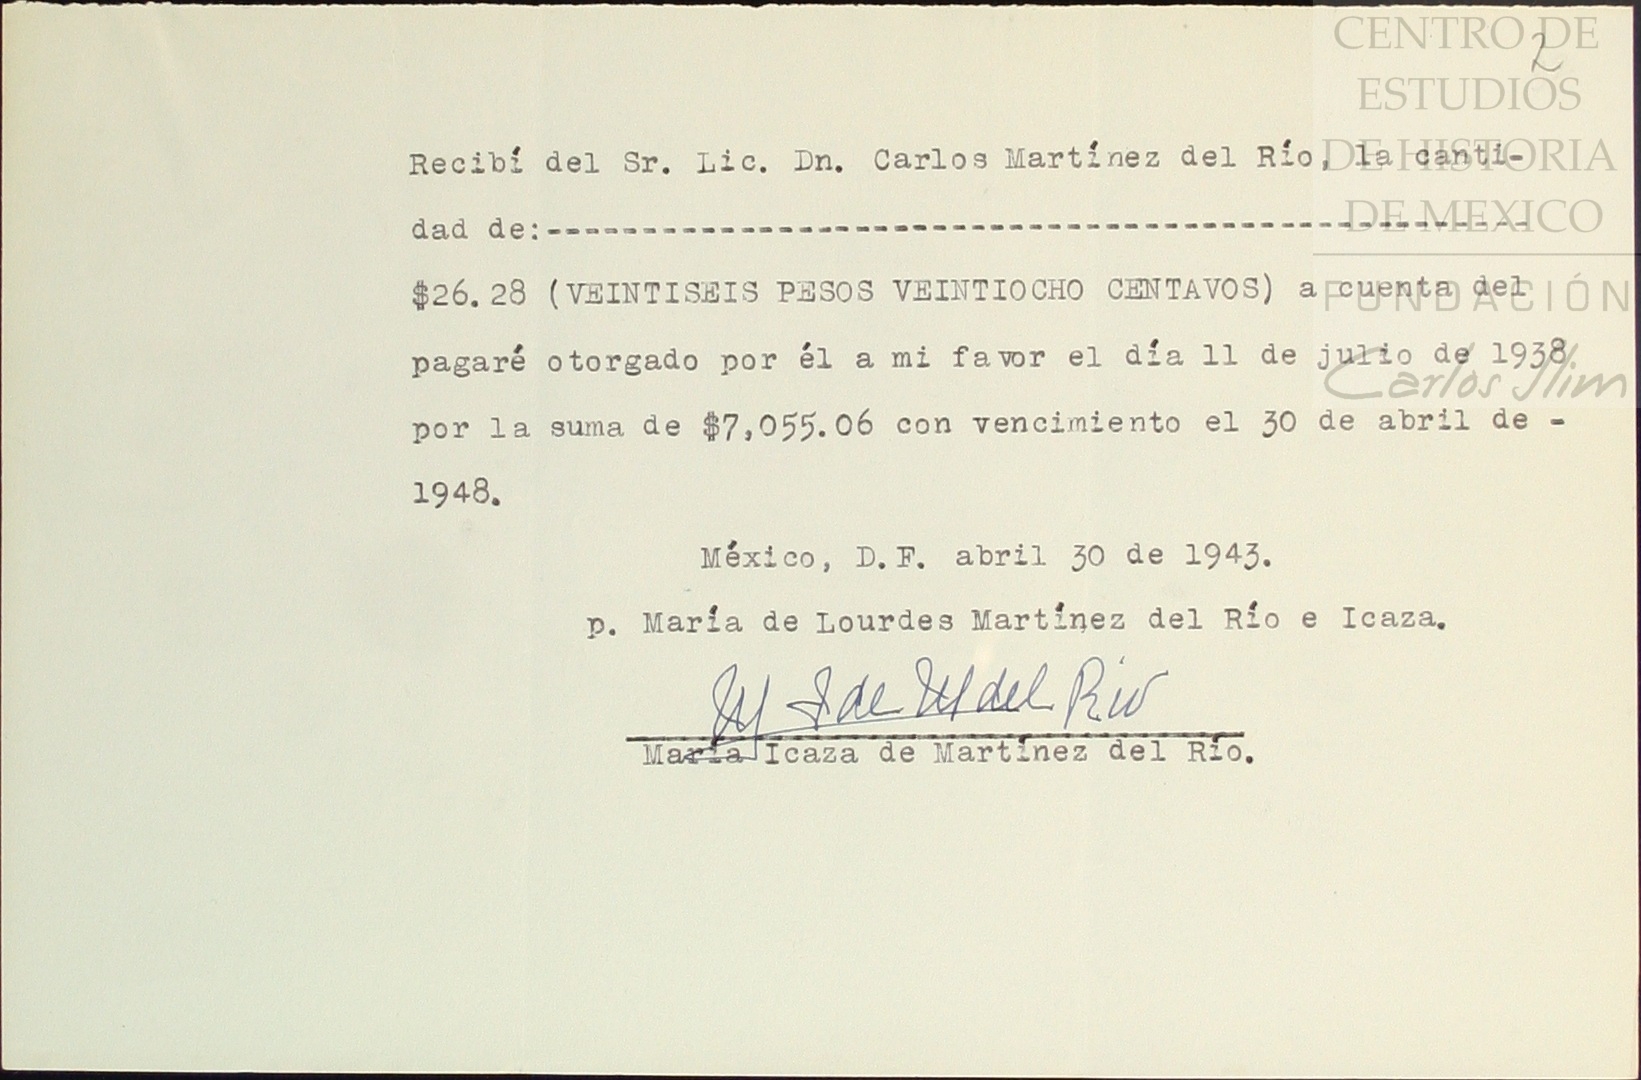 2
CENTRO DE
ESTUDIOS
DE HISTORIA
DE MEXICO
FUNDACIÓN
Carlos Slim
Recibí del Sr. Lic. Dn. Carlos Martínez del Río, la canti-
dad de:---------------------------------------------------
$26.28 (VEINTISEIS PESOS VEINTIOCHO CENTAVOS) a cuenta del
pagaré otorgado por él a mi favor el día 11 de julio de 1938
por la suma de $7,055.06 con vencimiento el 30 de abril de -
1948.
México, D.F. abril 30 de 1943.
p. María de Lourdes Martínez del Río e Icaza.
M I de M del Río
María Icaza de Martínez del Río.